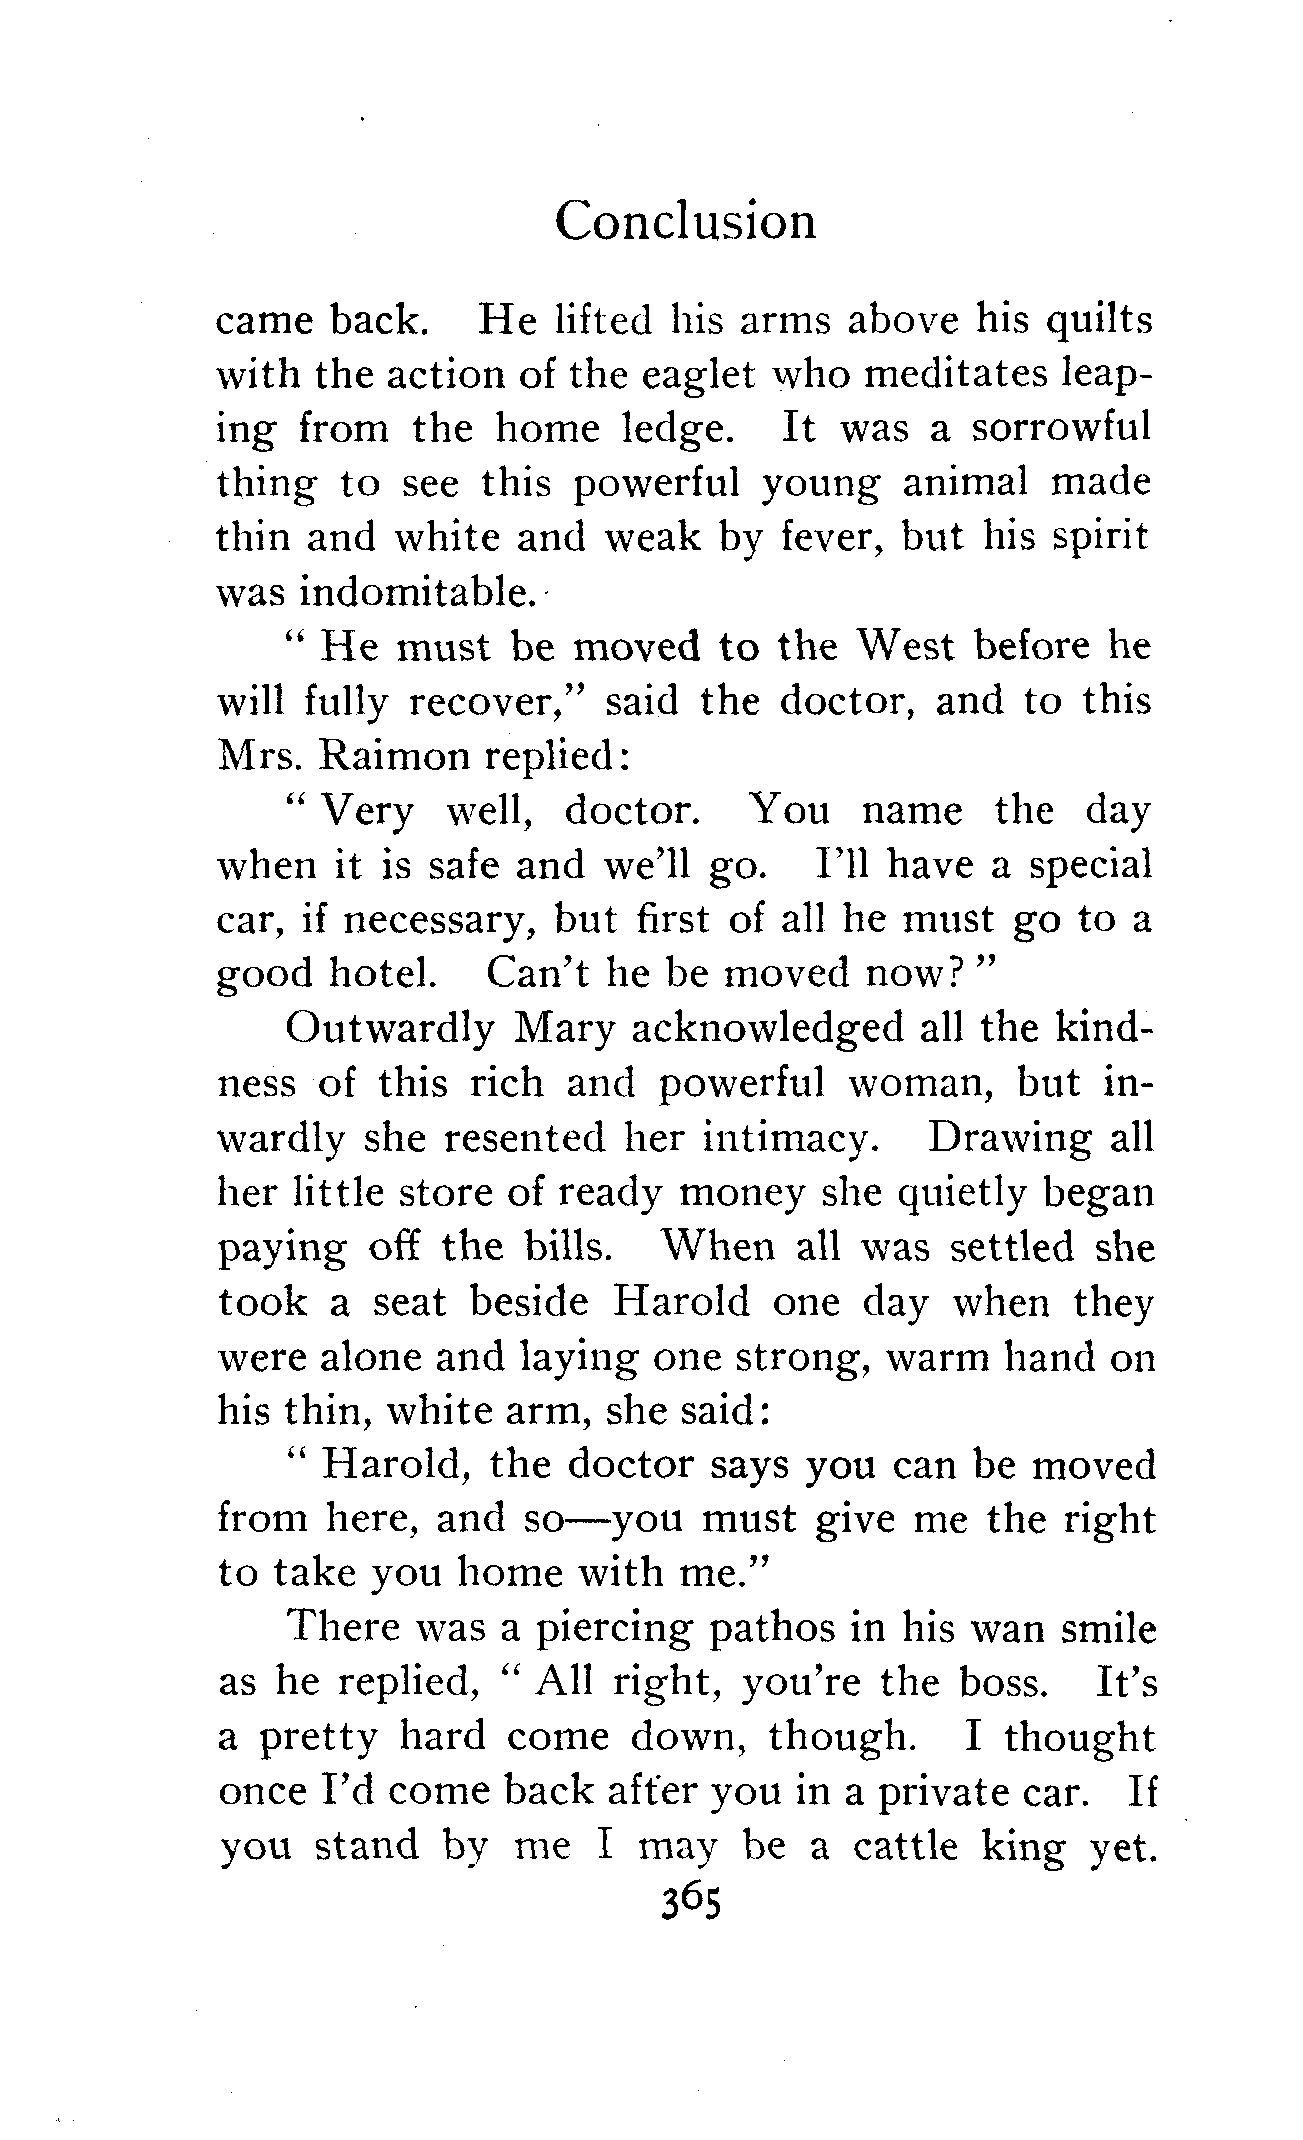 Conclusion
came back. He lifted his arms above his quilts
with the action of the eaglet who meditates leap-
ing from the home ledge. It was a sorrowful
thing to see this powerful young animal made
thin and white and weak by fever, but his spirit
was indomitable.
" He must be moved to the West before he
will fully recover," said the doctor, and to this
Mrs. Raimon replied:
" Very well, doctor. You name the day
when it is safe and we'll go. I'll have a special
car, if necessary, but first of all he must go to a
good hotel. Can't he be moved now? "
Outwardly Mary acknowledged all the kind-
ness of this rich and powerful woman, but in-
wardly she resented her intimacy. Drawing all
her little store of ready money she quietly began
paying off the bills. When all was settled she
took a seat beside Harold one day when they
were alone and laying one strong, warm hand on
his thin, white arm, she said:
" Harold, the doctor says you can be moved
from here, and so—you must give me the right
to take you home with me."
There was a piercing pathos in his wan smile
as he replied, " All right, you're the boss. It's
a pretty hard come down, though. I thought
once I'd come back after you in a private car. If
you stand by me I may be a cattle king yet.
365